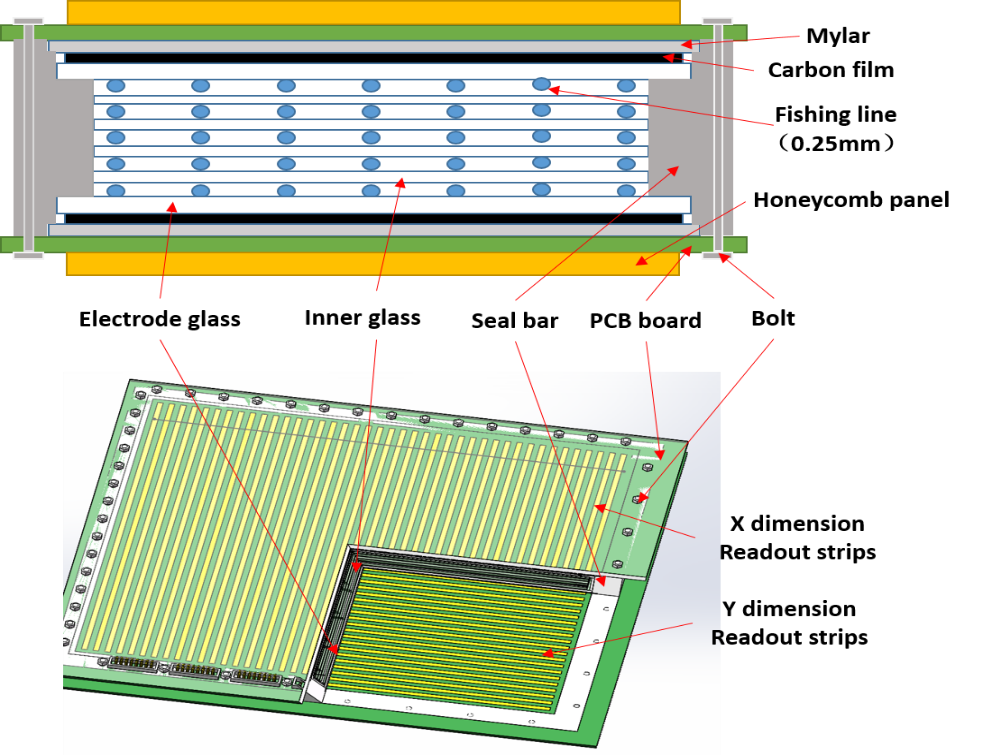 Mylar
Carbon film
Fishing line
（0.25mm）
Honeycomb panel
Electrode glass
Inner glass
Seal bar
PCB board
Bolt
X dimension
Readout strips
Y dimension
Readout strips